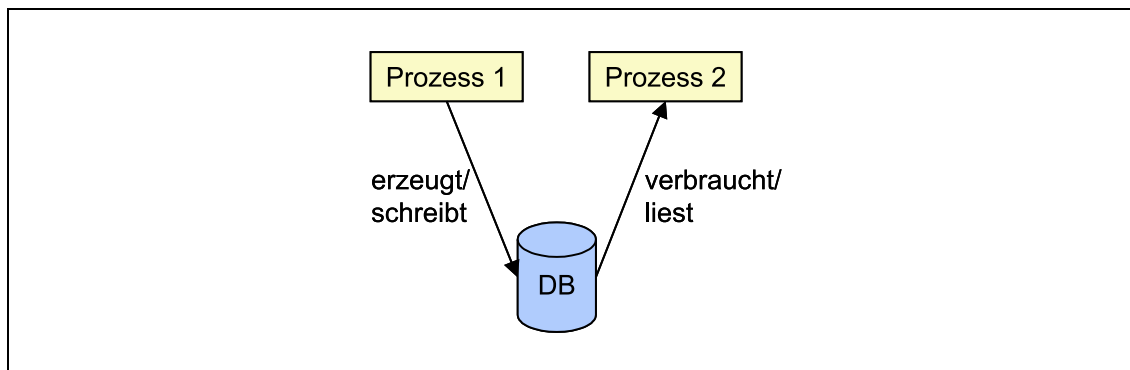 Prozess 1
Prozess 2
erzeugt/
schreibt
verbraucht/
liest
DB